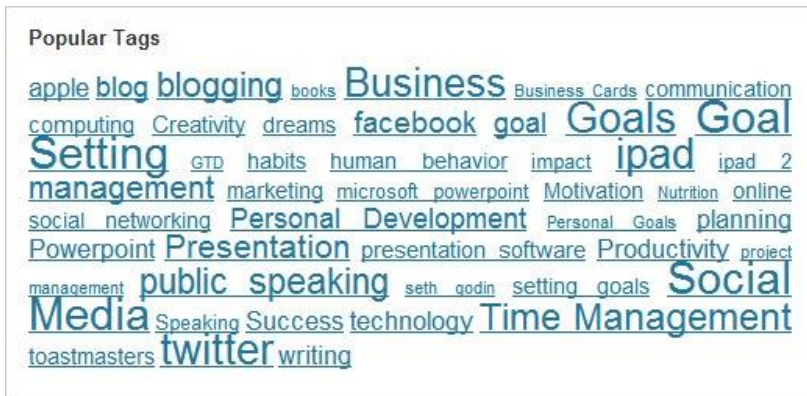 Popular Tags
apple blog blogging books Business Business Cards communication
computing Creativity dreams facebook goal Goals Goal
Setting GTD habits human behavior impact ipad ipad 2
management marketing microsoft powerpoint Motivation Nutrition online
social networking Personal Development Personal Goals planning
Powerpoint Presentation presentation software Productivity project
management public speaking seth godin setting goals Social
Media Speaking Success technology Time Management
toastmasters twitter writing